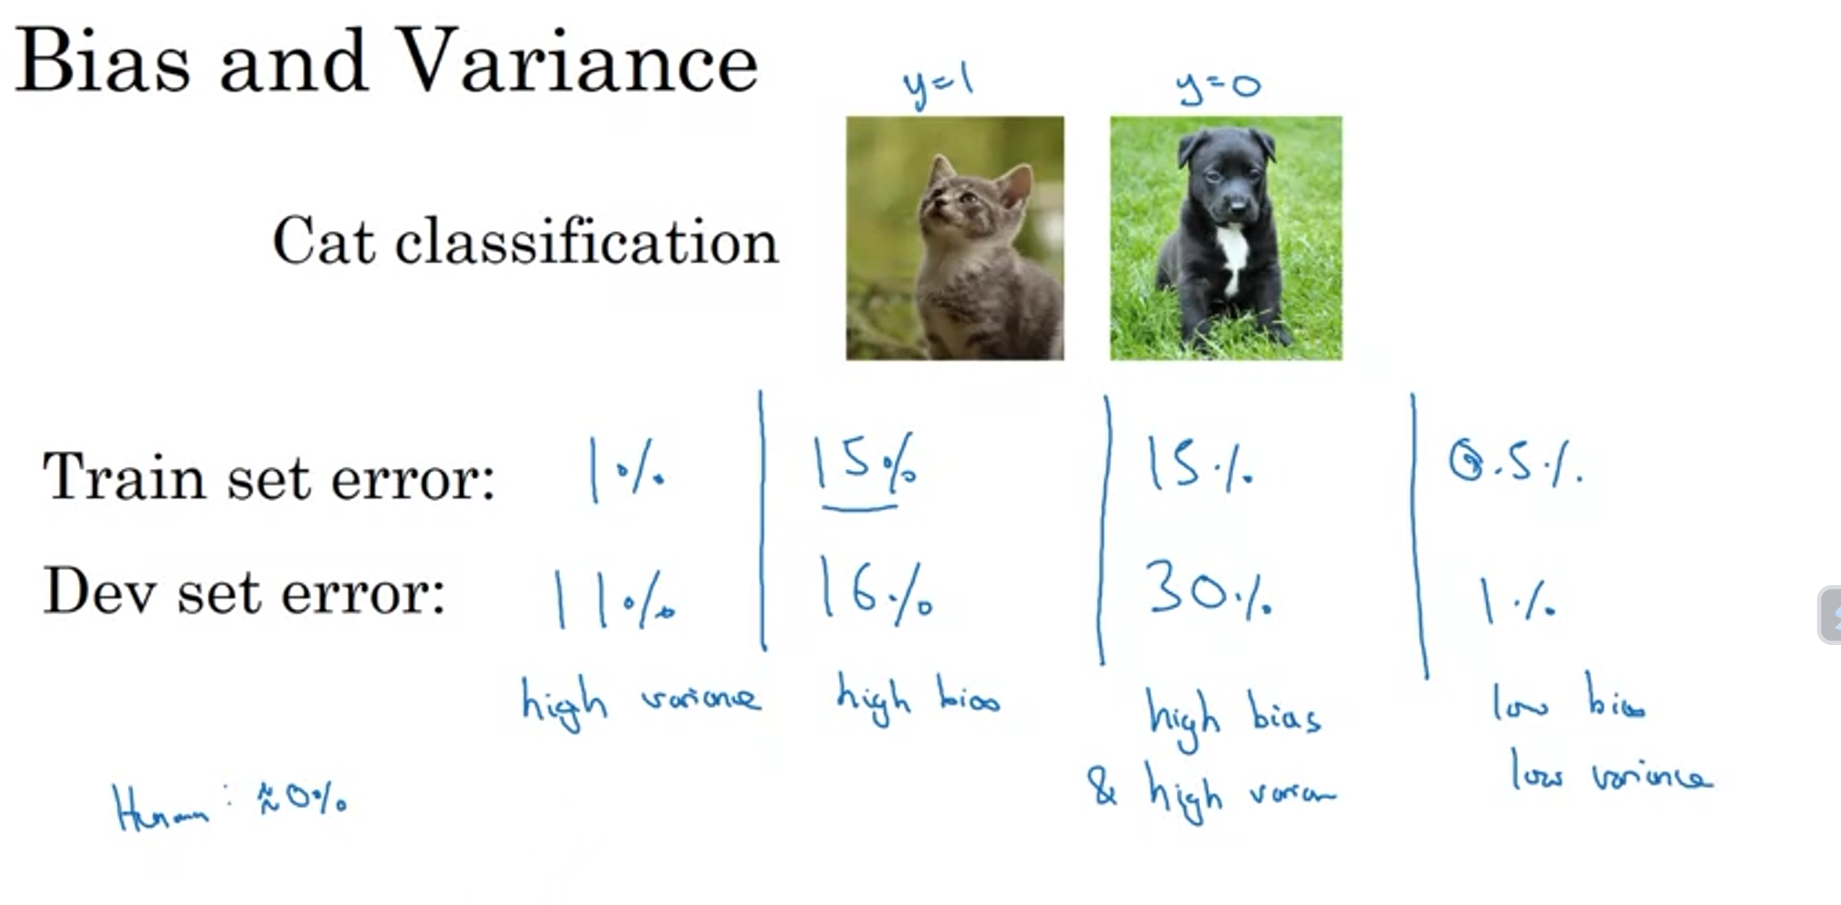 Bias and Variance
y=1 y=0
Cat classification
Train set error: 1% 15% 15% 0.5%
Dev set error: 11% 16% 30% 1%
high variance high bias high bias low bias
& high varian low variance
Human: ≈0%